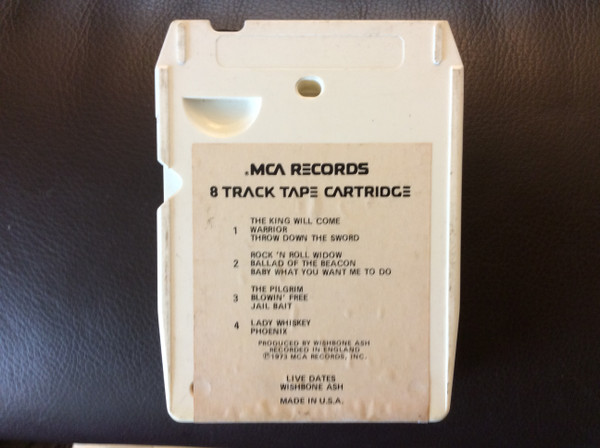 .MCA RECORDS
8 TRACK TAPE CARTRIDGE
1 THE KING WILL COME
WARRIOR
THROW DOWN THE SWORD
2 ROCK 'N ROLL WIDOW
BALLAD OF THE BEACON
BABY WHAT YOU WANT ME TO DO
3 THE PILGRIM
BLOWIN' FREE
JAIL BAIT
4 LADY WHISKEY
PHOENIX
PRODUCED BY WISHBONE ASH
RECORDED IN ENGLAND
℗1973 MCA RECORDS, INC.
LIVE DATES
WISHBONE ASH
MADE IN U.S.A.